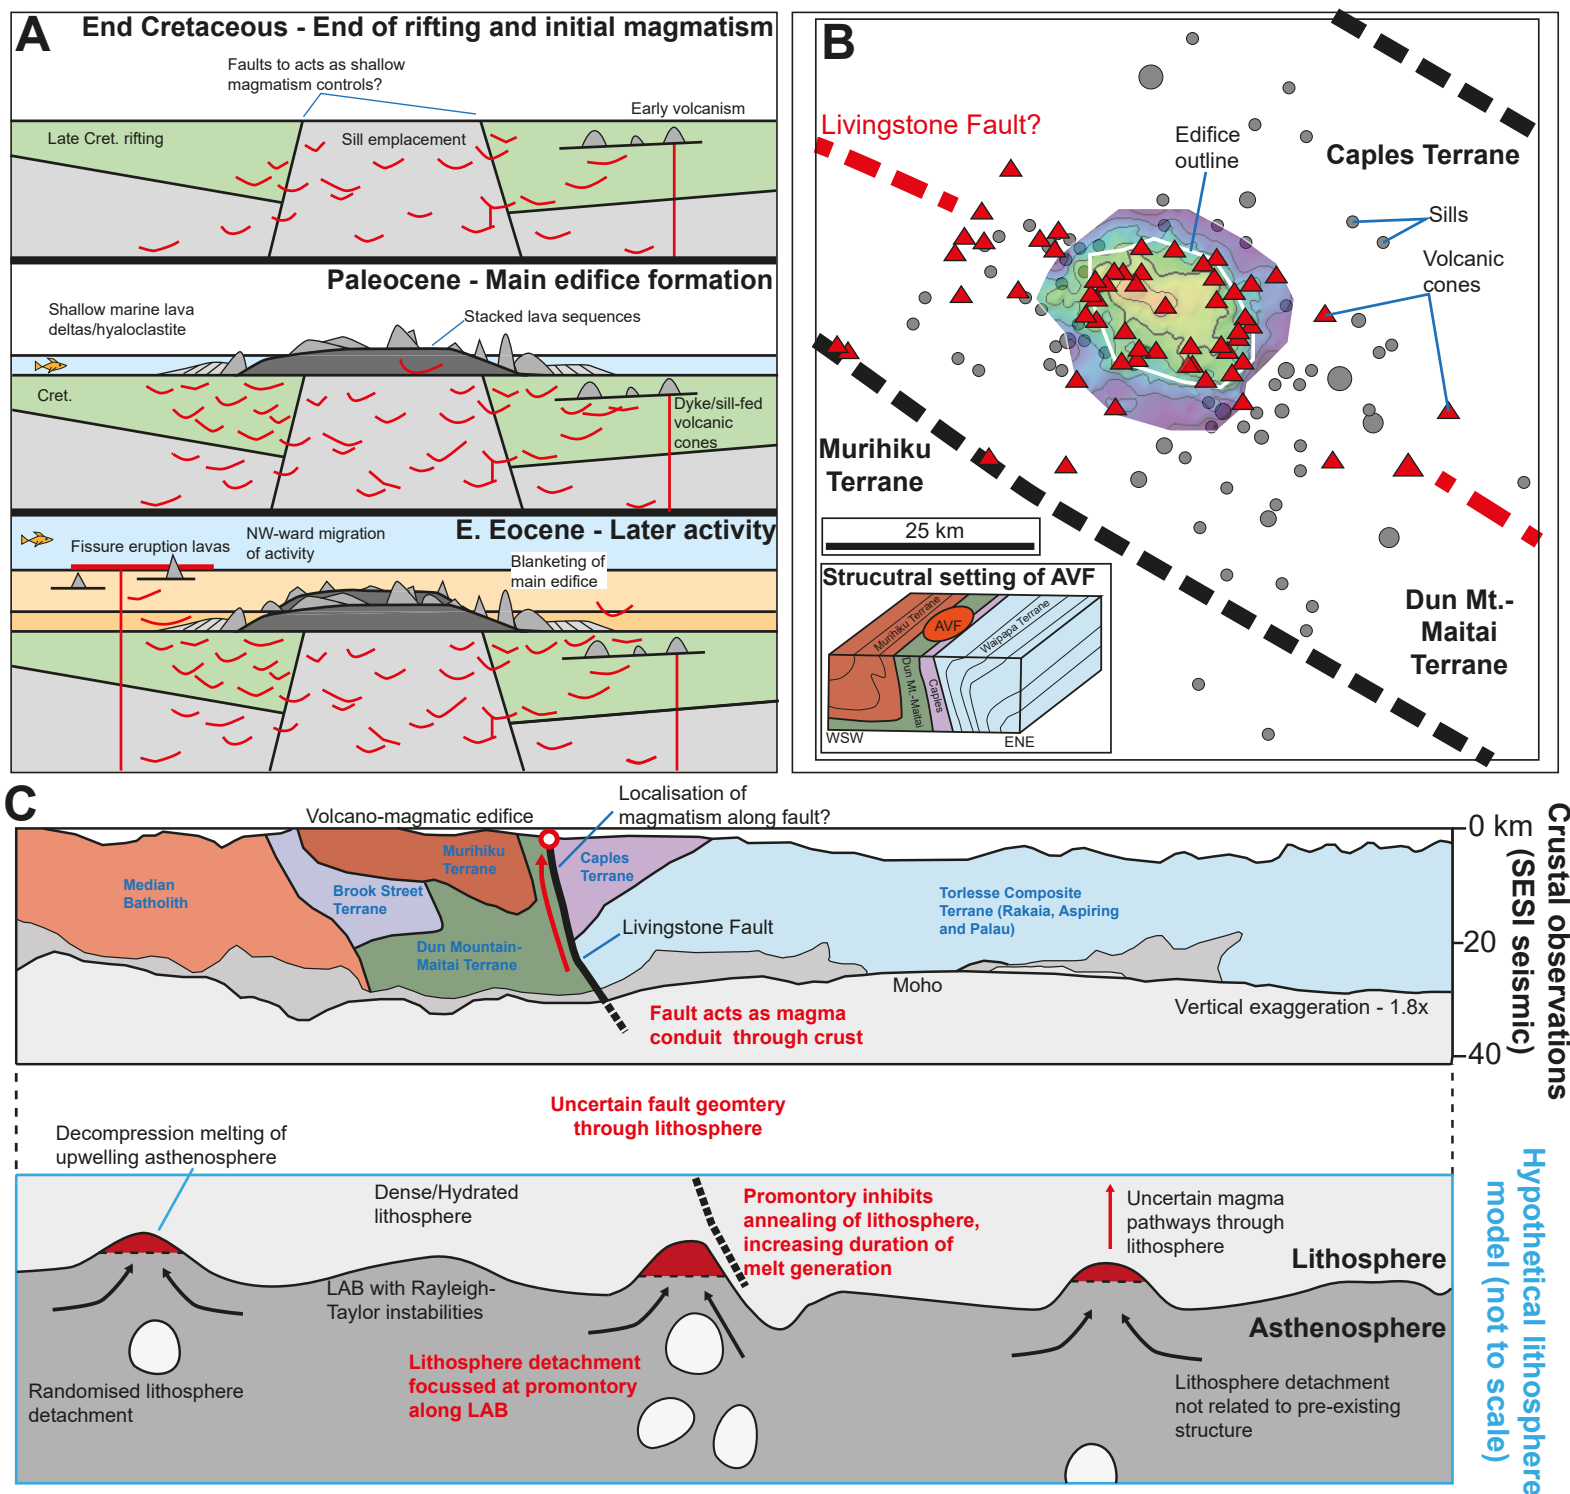 A
End Cretaceous - End of rifting and initial magmatism
Faults to acts as shallow
magmatism controls?
Early volcanism
Late Cret. rifting
Sill emplacement
Paleocene - Main edifice formation
Shallow marine lava
deltas/hyaloclastite
Stacked lava sequences
Cret.
Dyke/sill-fed
volcanic
cones
E. Eocene - Later activity
NW-ward migration
of activity
Fissure eruption lavas
Blanketing of
main edifice
B
Livingstone Fault?
Edifice
outline
Caples Terrane
Sills
Volcanic
cones
Murihiku
Terrane
25 km
Strucutral setting of AVF
Murihiku Terrane
AVF
Waipapa Terrane
Dun Mt.-Maitai
Caples
WSW
ENE
Dun Mt.-
Maitai
Terrane
C
Volcano-magmatic edifice
Localisation of
magmatism along fault?
0 km
Median
Batholith
Brook Street
Terrane
Murihiku
Terrane
Caples
Terrane
Dun Mountain-
Maitai Terrane
Livingstone Fault
Torlesse Composite
Terrane (Rakaia, Aspiring
and Palau)
20
Moho
Vertical exaggeration - 1.8x
Fault acts as magma
conduit through crust
40
Crustal observations
(SESI seismic)
Uncertain fault geomtery
through lithosphere
Decompression melting of
upwelling asthenosphere
Dense/Hydrated
lithosphere
Promontory inhibits
annealing of lithosphere,
increasing duration of
melt generation
Uncertain magma
pathways through
lithosphere
Lithosphere
LAB with Rayleigh-
Taylor instabilities
Asthenosphere
Lithosphere detachment
focussed at promontory
along LAB
Randomised lithosphere
detachment
Lithosphere detachment
not related to pre-existing
structure
Hypothetical lithosphere
model (not to scale)